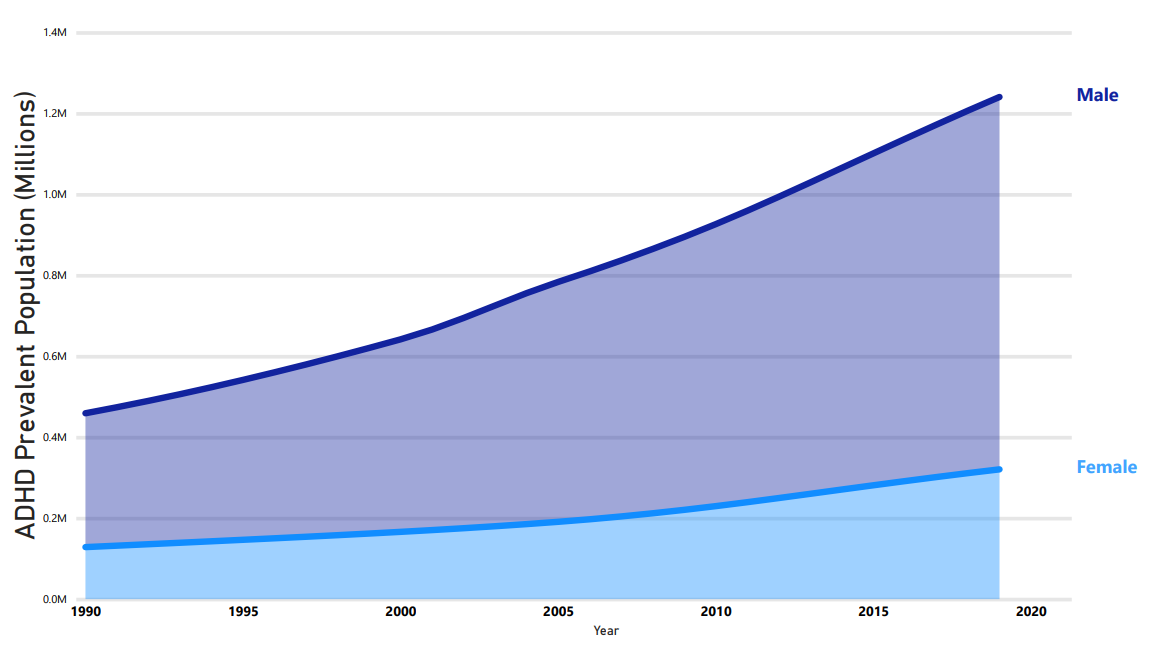 ADHD Prevalent Population (Millions)
1.4M
1.2M
1.0M
0.8M
0.6M
0.4M
0.2M
0.0M
Male
Female
1990 1995 2000 2005 2010 2015 2020
Year